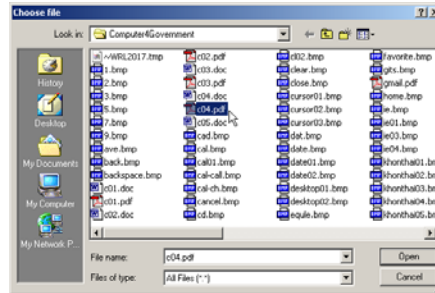 Choose file
Look in: Computer4Government
History
Desktop
My Documents
My Computer
My Network P...
~WRL2017.tmp
1.bmp
2.bmp
3.bmp
5.bmp
7.bmp
9.bmp
ave.bmp
back.bmp
backspace.bmp
c01.doc
c01.pdf
c02.doc
c02.pdf
c03.doc
c03.pdf
c04.doc
c04.pdf
c05.doc
cad.bmp
cal.bmp
cal01.bmp
cal-call.bmp
cal-ch.bmp
cancel.bmp
cd.bmp
cl02.bmp
clear.bmp
close.bmp
cursor01.bmp
cursor02.bmp
cursor03.bmp
dat.bmp
date.bmp
date01.bmp
date02.bmp
desktop01.bmp
desktop02.bmp
equle.bmp
favorite.bmp
gits.bmp
gmail.pdf
home.bmp
ie.bmp
ie01.bmp
ie03.bmp
ie04.bmp
khonthai01.br
khonthai02.br
khonthai03.br
khonthai04.br
khonthai05.br
File name: c04.pdf
Open
Files of type: All Files (*.*)
Cancel